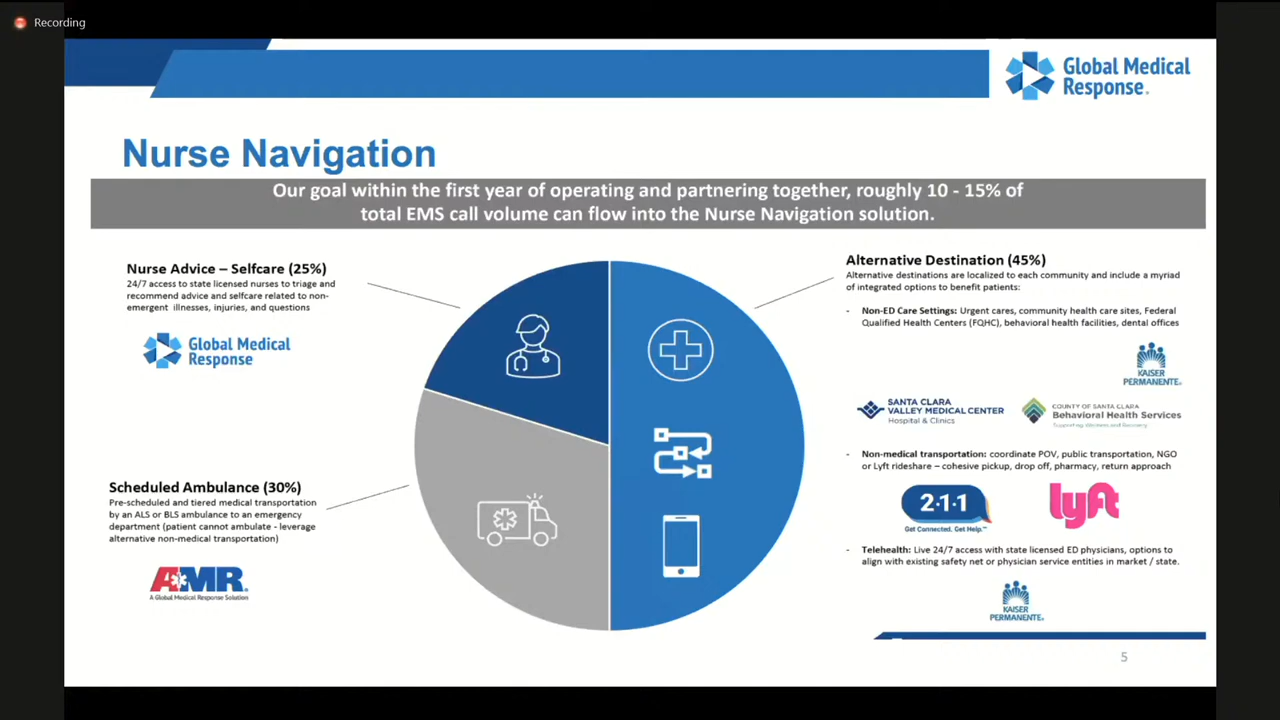 Recording
Global Medical
Response
Nurse Navigation
Our goal within the first year of operating and partnering together, roughly 10 - 15% of
total EMS call volume can flow into the Nurse Navigation solution.
Nurse Advice – Selfcare (25%)
24/7 access to state licensed nurses to triage and
recommend advice and selfcare related to non-
emergent illnesses, injuries, and questions
Global Medical
Response
Scheduled Ambulance (30%)
Pre-scheduled and tiered medical transportation
by an ALS or BLS ambulance to an emergency
department (patient cannot ambulate - leverage
alternative non-medical transportation)
AMR
A Global Medical Response Solution
Alternative Destination (45%)
Alternative destinations are localized to each community and include a myriad
of integrated options to benefit patients:
- Non-ED Care Settings: Urgent cares, community health care sites, Federal
Qualified Health Centers (FQHC), behavioral health facilities, dental offices
KAISER
PERMANENTE®
SANTA CLARA
VALLEY MEDICAL CENTER
Hospital & Clinics
COUNTY OF SANTA CLARA
Behavioral Health Services
Supporting Wellness and Recovery
- Non-medical transportation: coordinate POV, public transportation, NGO
or Lyft rideshare – cohesive pickup, drop off, pharmacy, return approach
2·1·1
Get Connected. Get Help.™
lyft
- Telehealth: Live 24/7 access with state licensed ED physicians, options to
align with existing safety net or physician service entities in market / state.
KAISER
PERMANENTE®
5